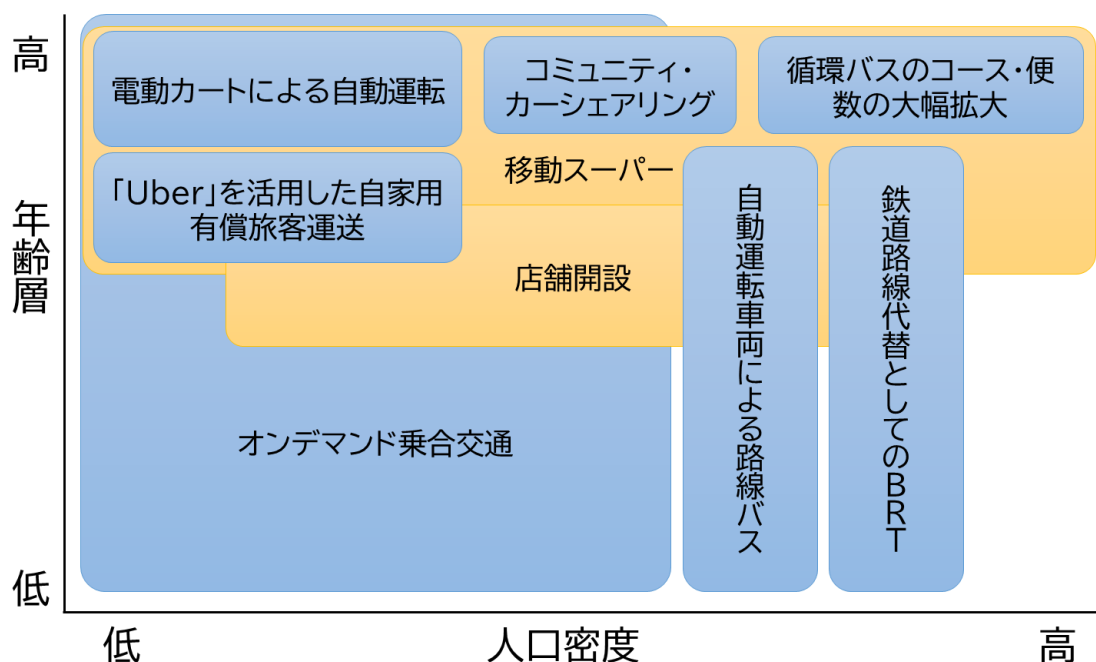 高
電動カートによる自動運転
コミュニティ・
カーシェアリング
循環バスのコース・便
数の大幅拡大
移動スーパー
「Uber」を活用した自家用
有償旅客運送
年齢層
店舗開設
自動運転車両による路線バス
鉄道路線代替としてのBRT
オンデマンド乗合交通
低
低
人口密度
高